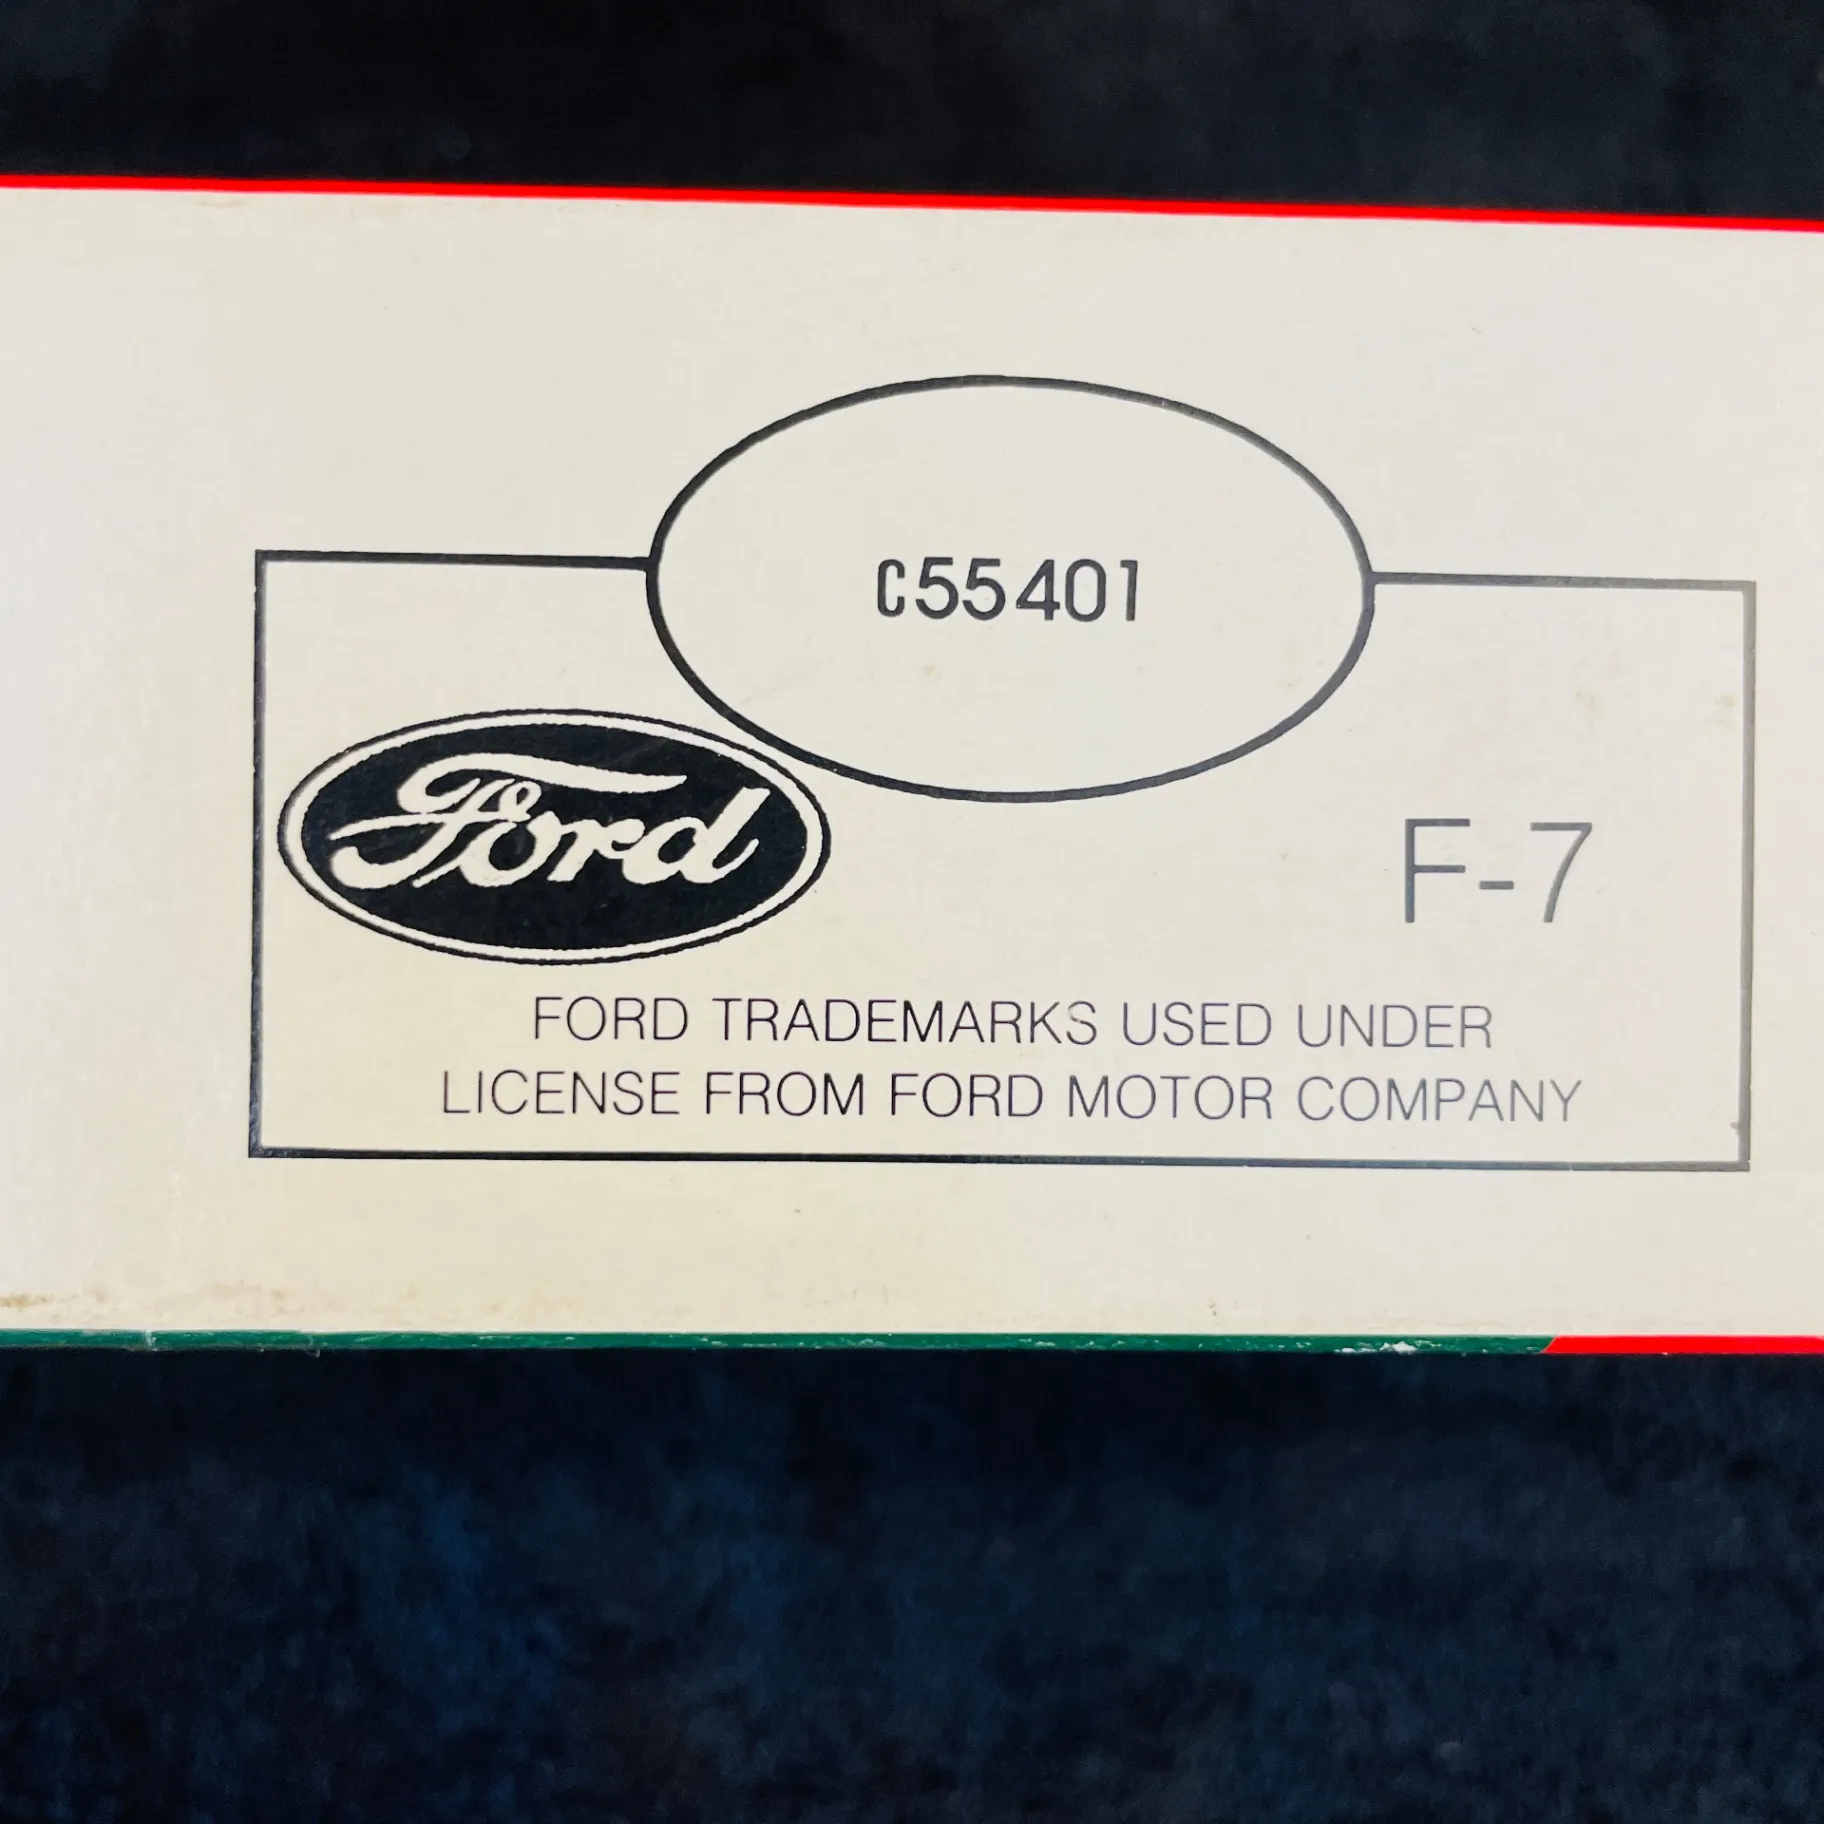 C55401
Ford
F-7
FORD TRADEMARKS USED UNDER
LICENSE FROM FORD MOTOR COMPANY